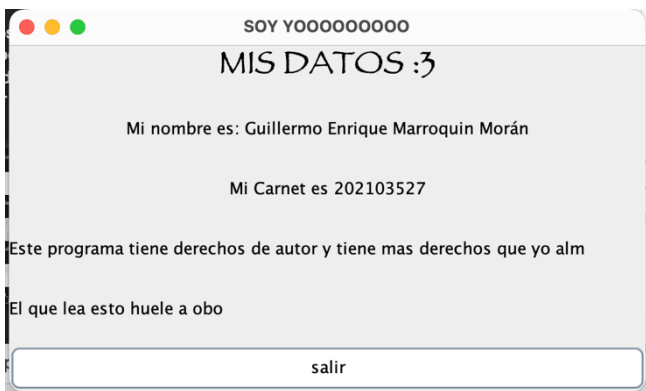 SOY YOOOOOOOOO
MIS DATOS :3
Mi nombre es: Guillermo Enrique Marroquin Morán
Mi Carnet es 202103527
Este programa tiene derechos de autor y tiene mas derechos que yo alm
El que lea esto huele a obo
salir